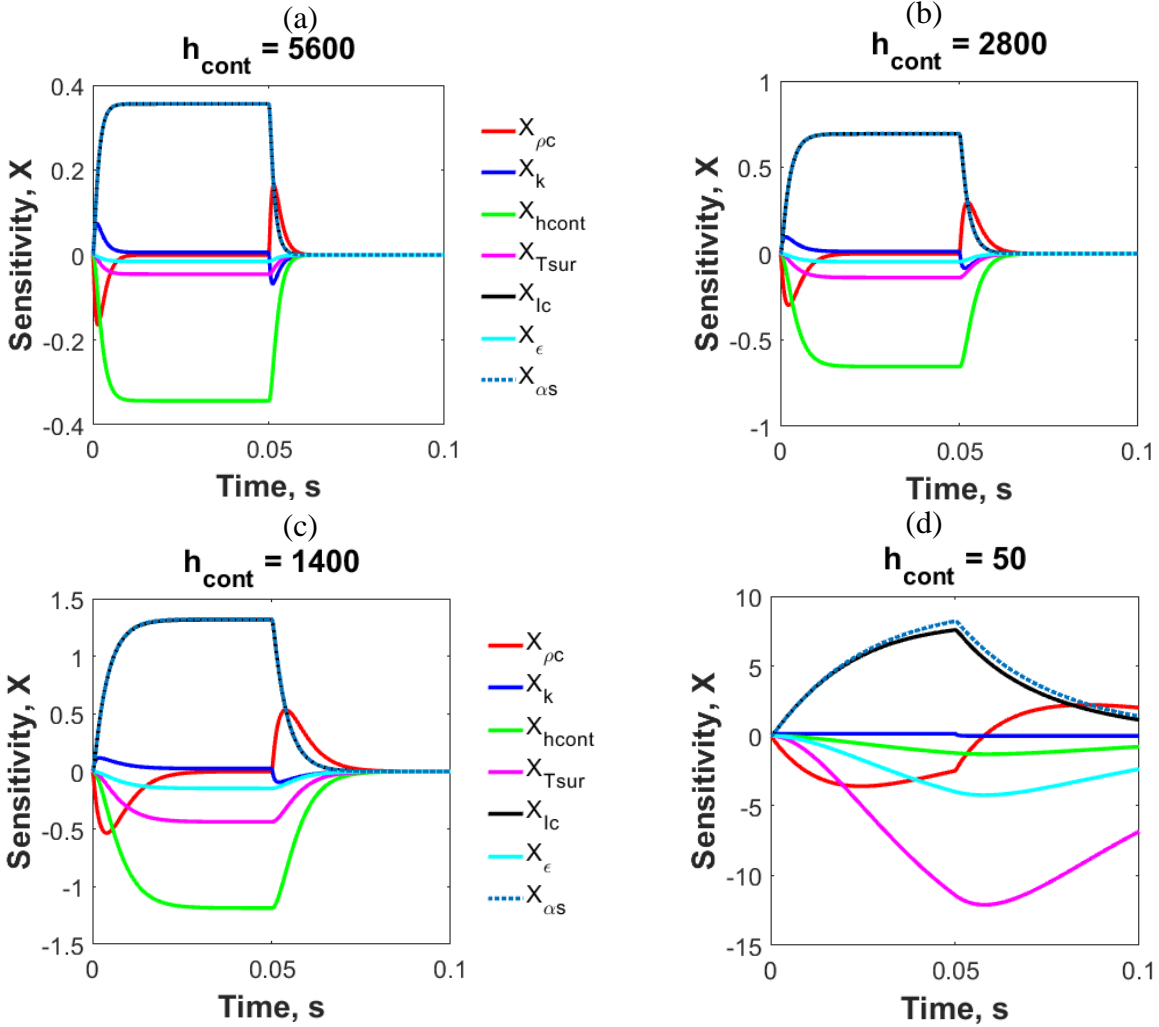 (a)
h_cont = 5600
0.4
0.2
0
-0.2
-0.4
Sensitivity, X
0
0.05
0.1
Time, s
X_ρc
X_k
X_hcont
X_Tsur
X_lc
X_ϵ
X_αs
(b)
h_cont = 2800
1
0.5
0
-0.5
-1
Sensitivity, X
0
0.05
0.1
Time, s
(c)
h_cont = 1400
1.5
1
0.5
0
-0.5
-1
-1.5
Sensitivity, X
0
0.05
0.1
Time, s
X_ρc
X_k
X_hcont
X_Tsur
X_lc
X_ϵ
X_αs
(d)
h_cont = 50
10
5
0
-5
-10
-15
Sensitivity, X
0
0.05
0.1
Time, s